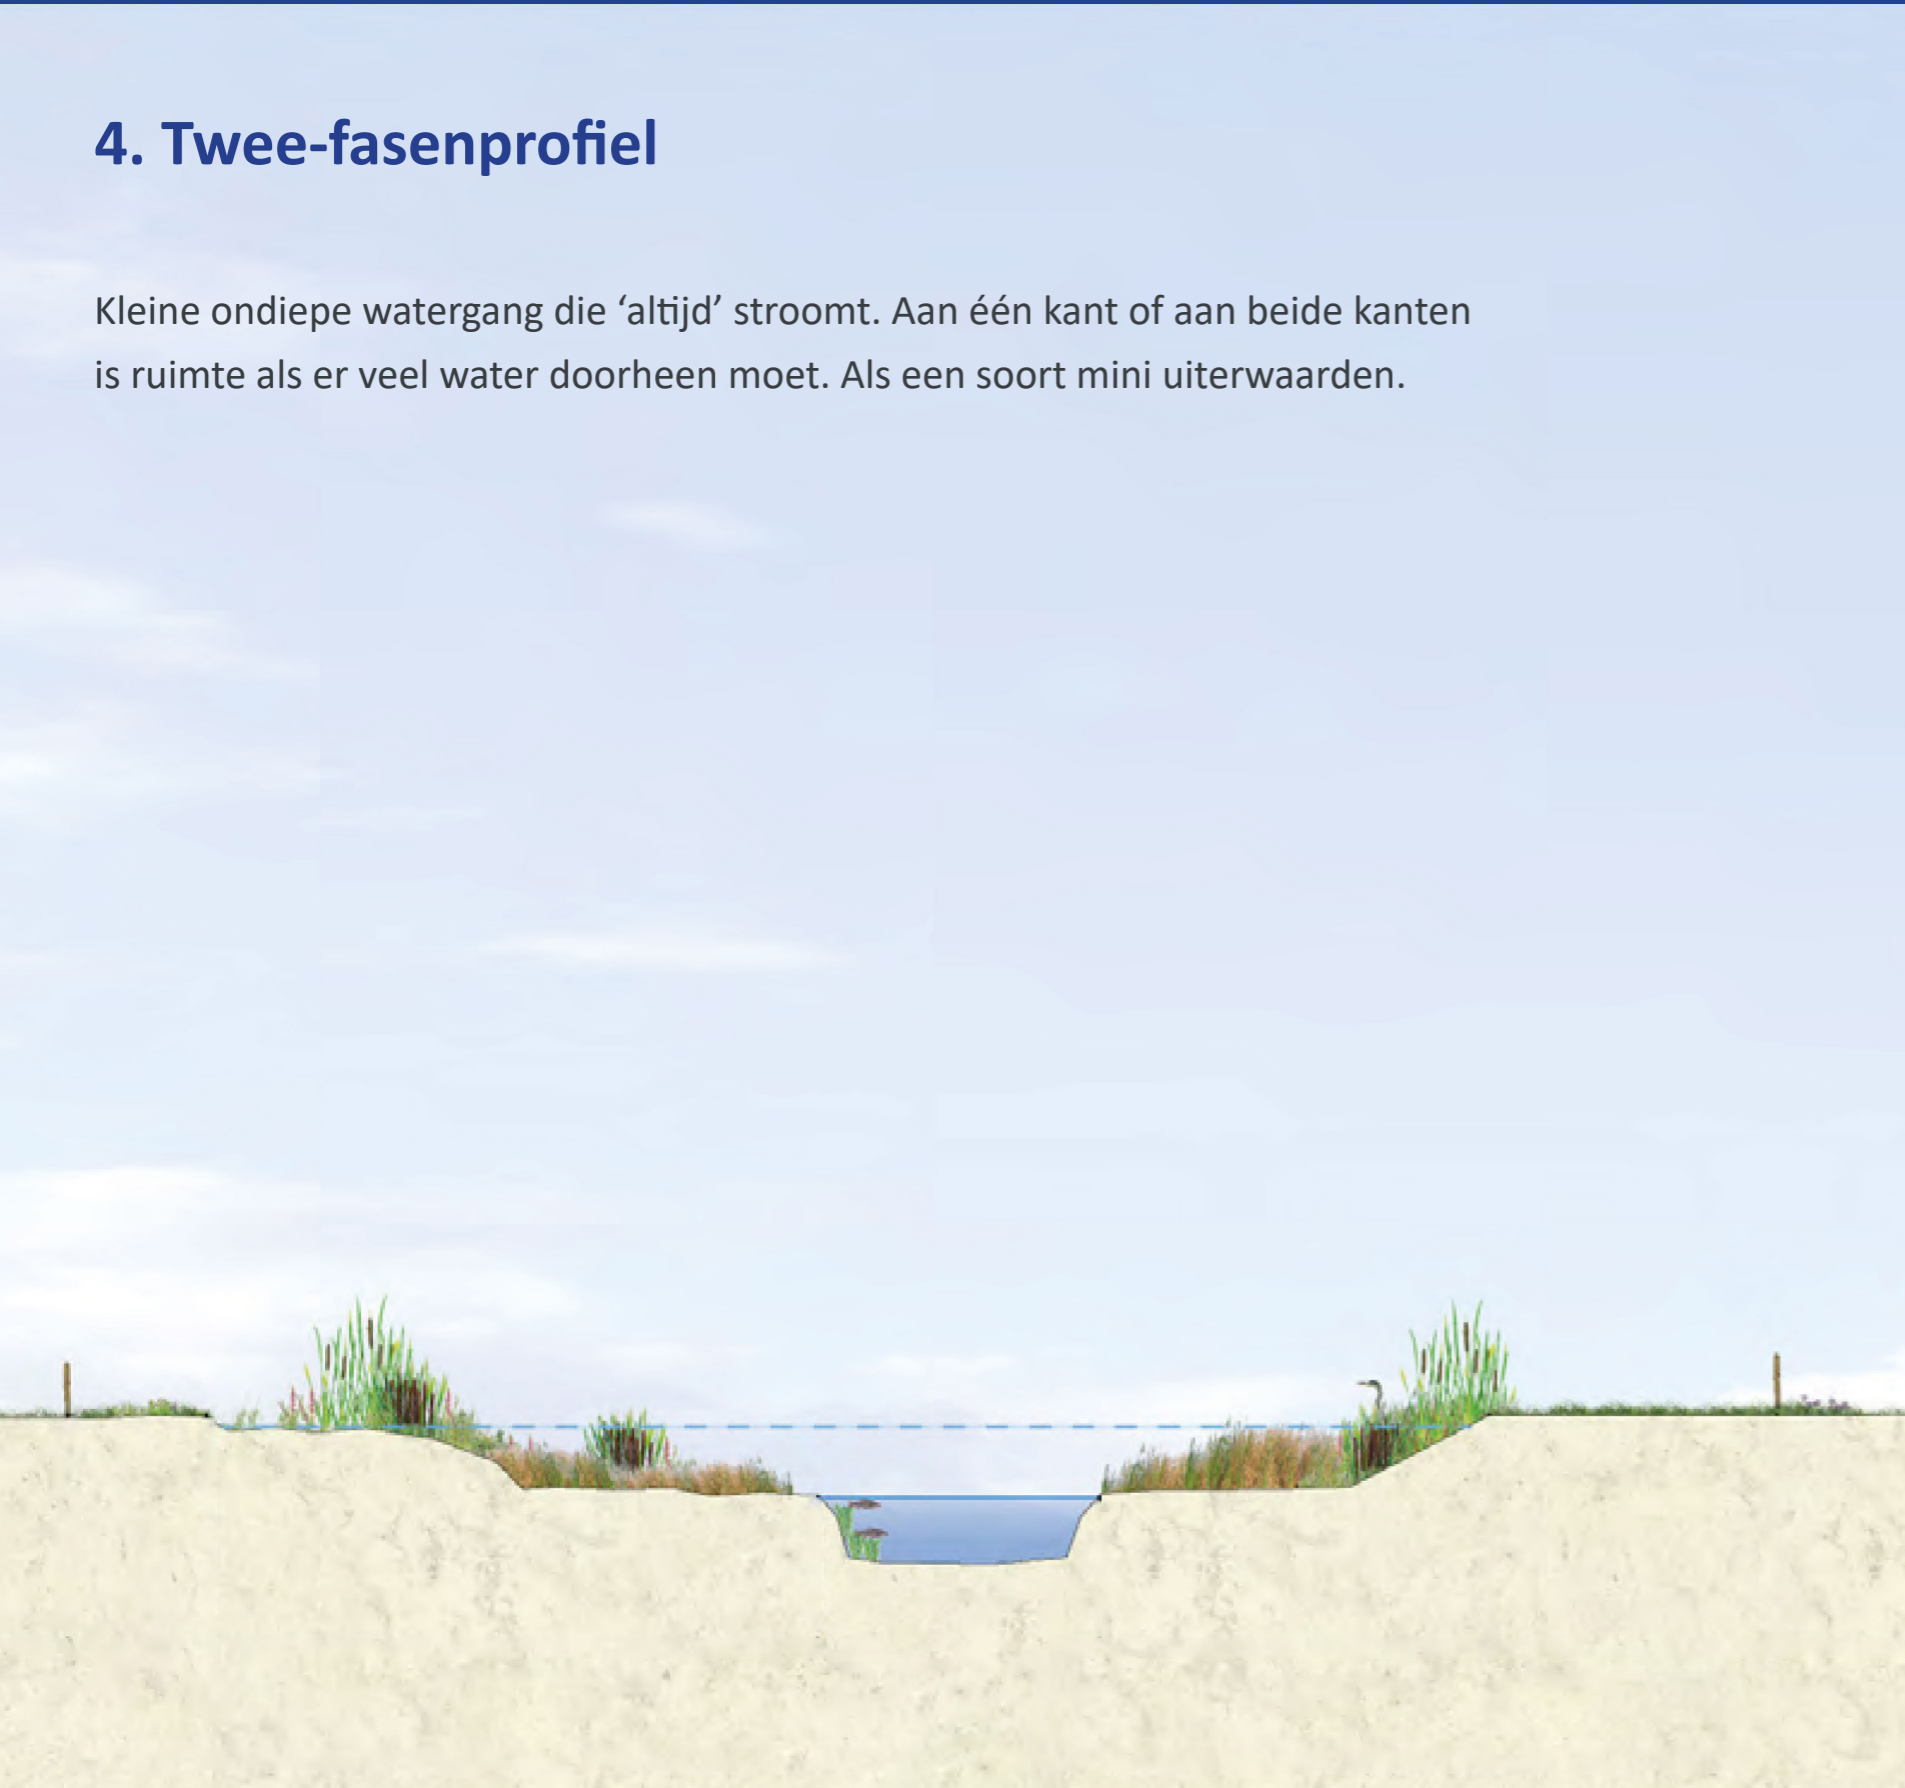 4. Twee-fasenprofiel
Kleine ondiepe watergang die ‘altijd’ stroomt. Aan één kant of aan beide kanten
is ruimte als er veel water doorheen moet. Als een soort mini uiterwaarden.